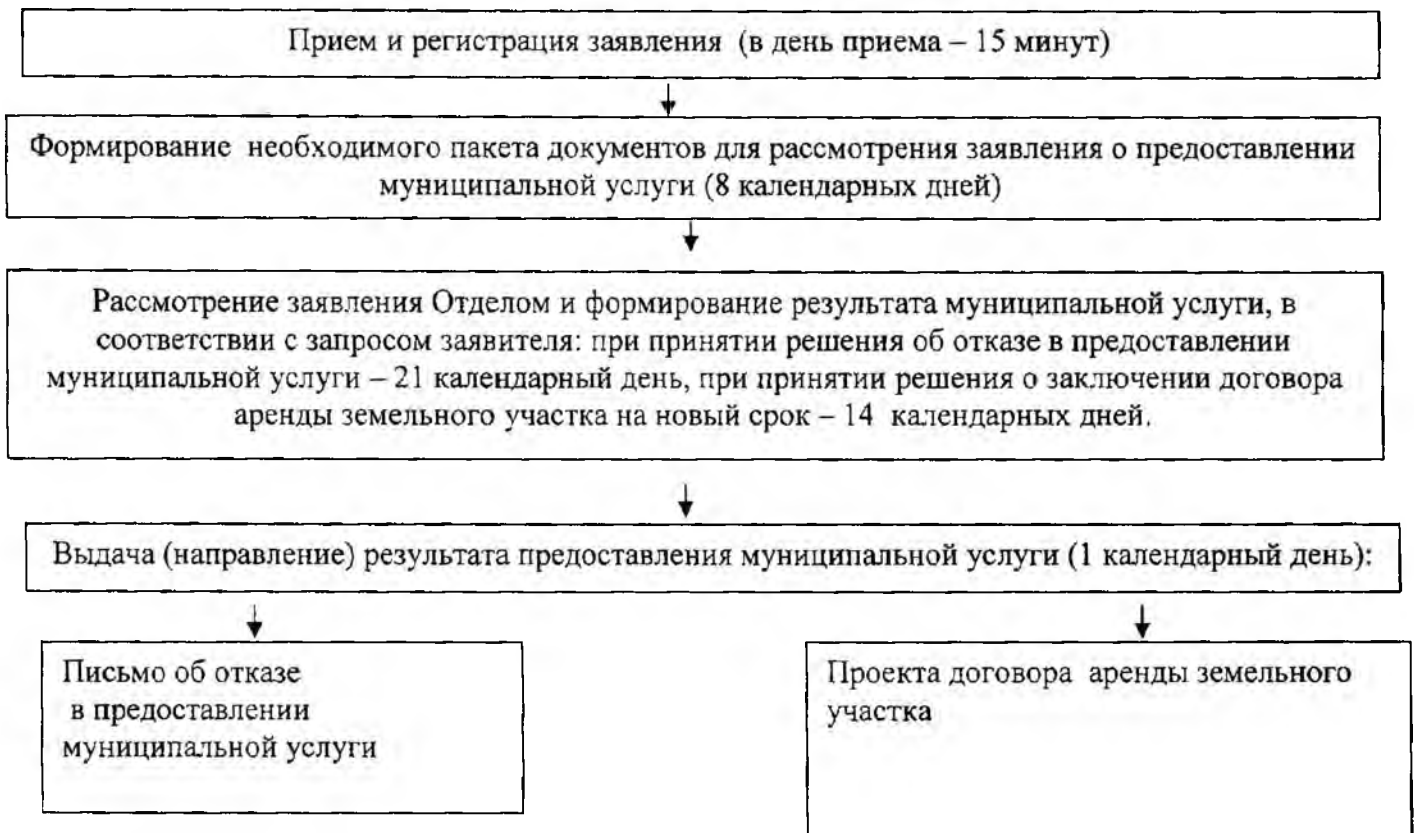 Прием и регистрация заявления (в день приема – 15 минут)
Формирование необходимого пакета документов для рассмотрения заявления о предоставлении
муниципальной услуги (8 календарных дней)
Рассмотрение заявления Отделом и формирование результата муниципальной услуги, в
соответствии с запросом заявителя: при принятии решения об отказе в предоставлении
муниципальной услуги – 21 календарный день, при принятии решения о заключении договора
аренды земельного участка на новый срок – 14 календарных дней.
Выдача (направление) результата предоставления муниципальной услуги (1 календарный день):
Письмо об отказе
в предоставлении
муниципальной услуги
Проекта договора аренды земельного
участка